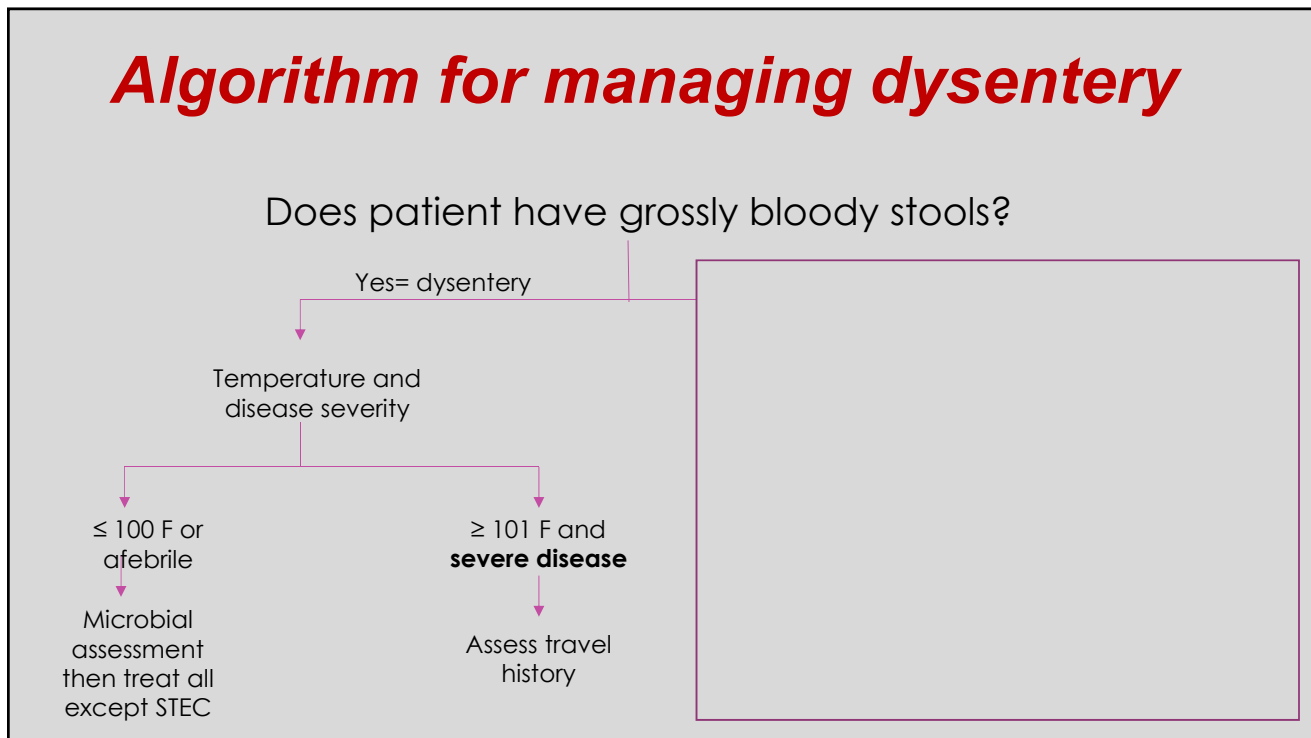 Algorithm for managing dysentery
Does patient have grossly bloody stools?
Yes= dysentery
Temperature and
disease severity
≤ 100 F or
afebrile
Microbial
assessment
then treat all
except STEC
≥ 101 F and
severe disease
Assess travel
history